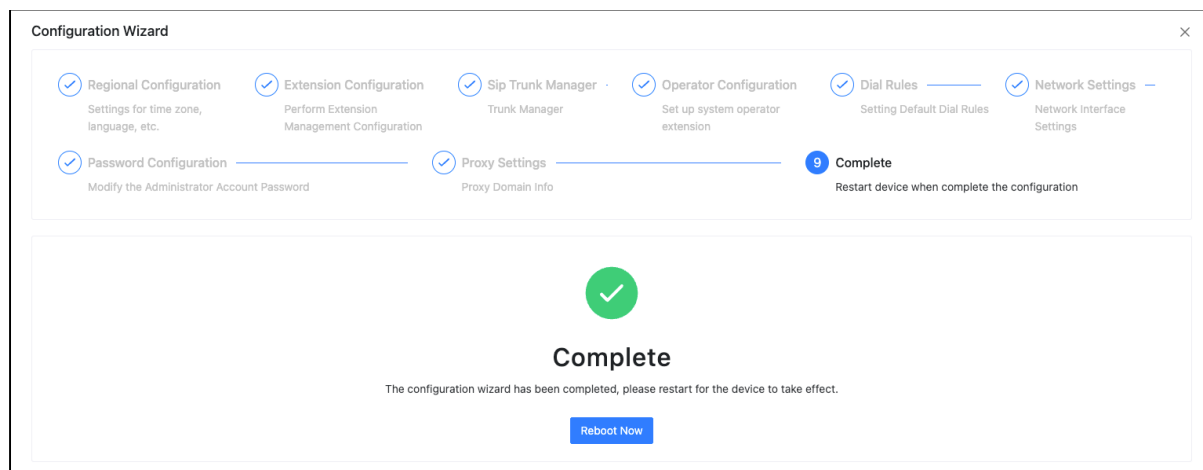 Configuration Wizard
Regional Configuration
Settings for time zone,
language, etc.
Extension Configuration
Perform Extension
Management Configuration
Sip Trunk Manager
Trunk Manager
Operator Configuration
Set up system operator
extension
Dial Rules
Setting Default Dial Rules
Network Settings
Network Interface
Settings
Password Configuration
Modify the Administrator Account Password
Proxy Settings
Proxy Domain Info
9 Complete
Restart device when complete the configuration
Complete
The configuration wizard has been completed, please restart for the device to take effect.
Reboot Now